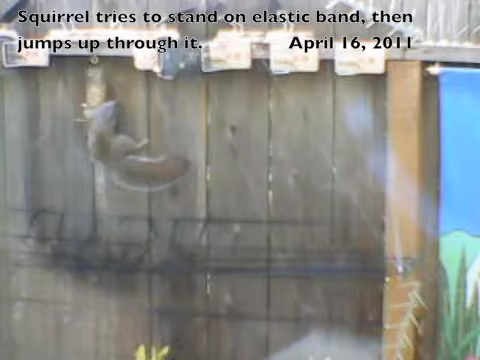 Squirrel tries to stand on elastic band, then
jumps up through it. April 16, 2011